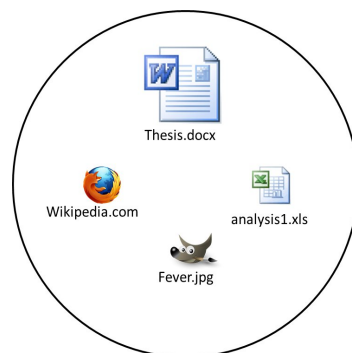 W
Thesis.docx
Wikipedia.com
analysis1.xls
Fever.jpg